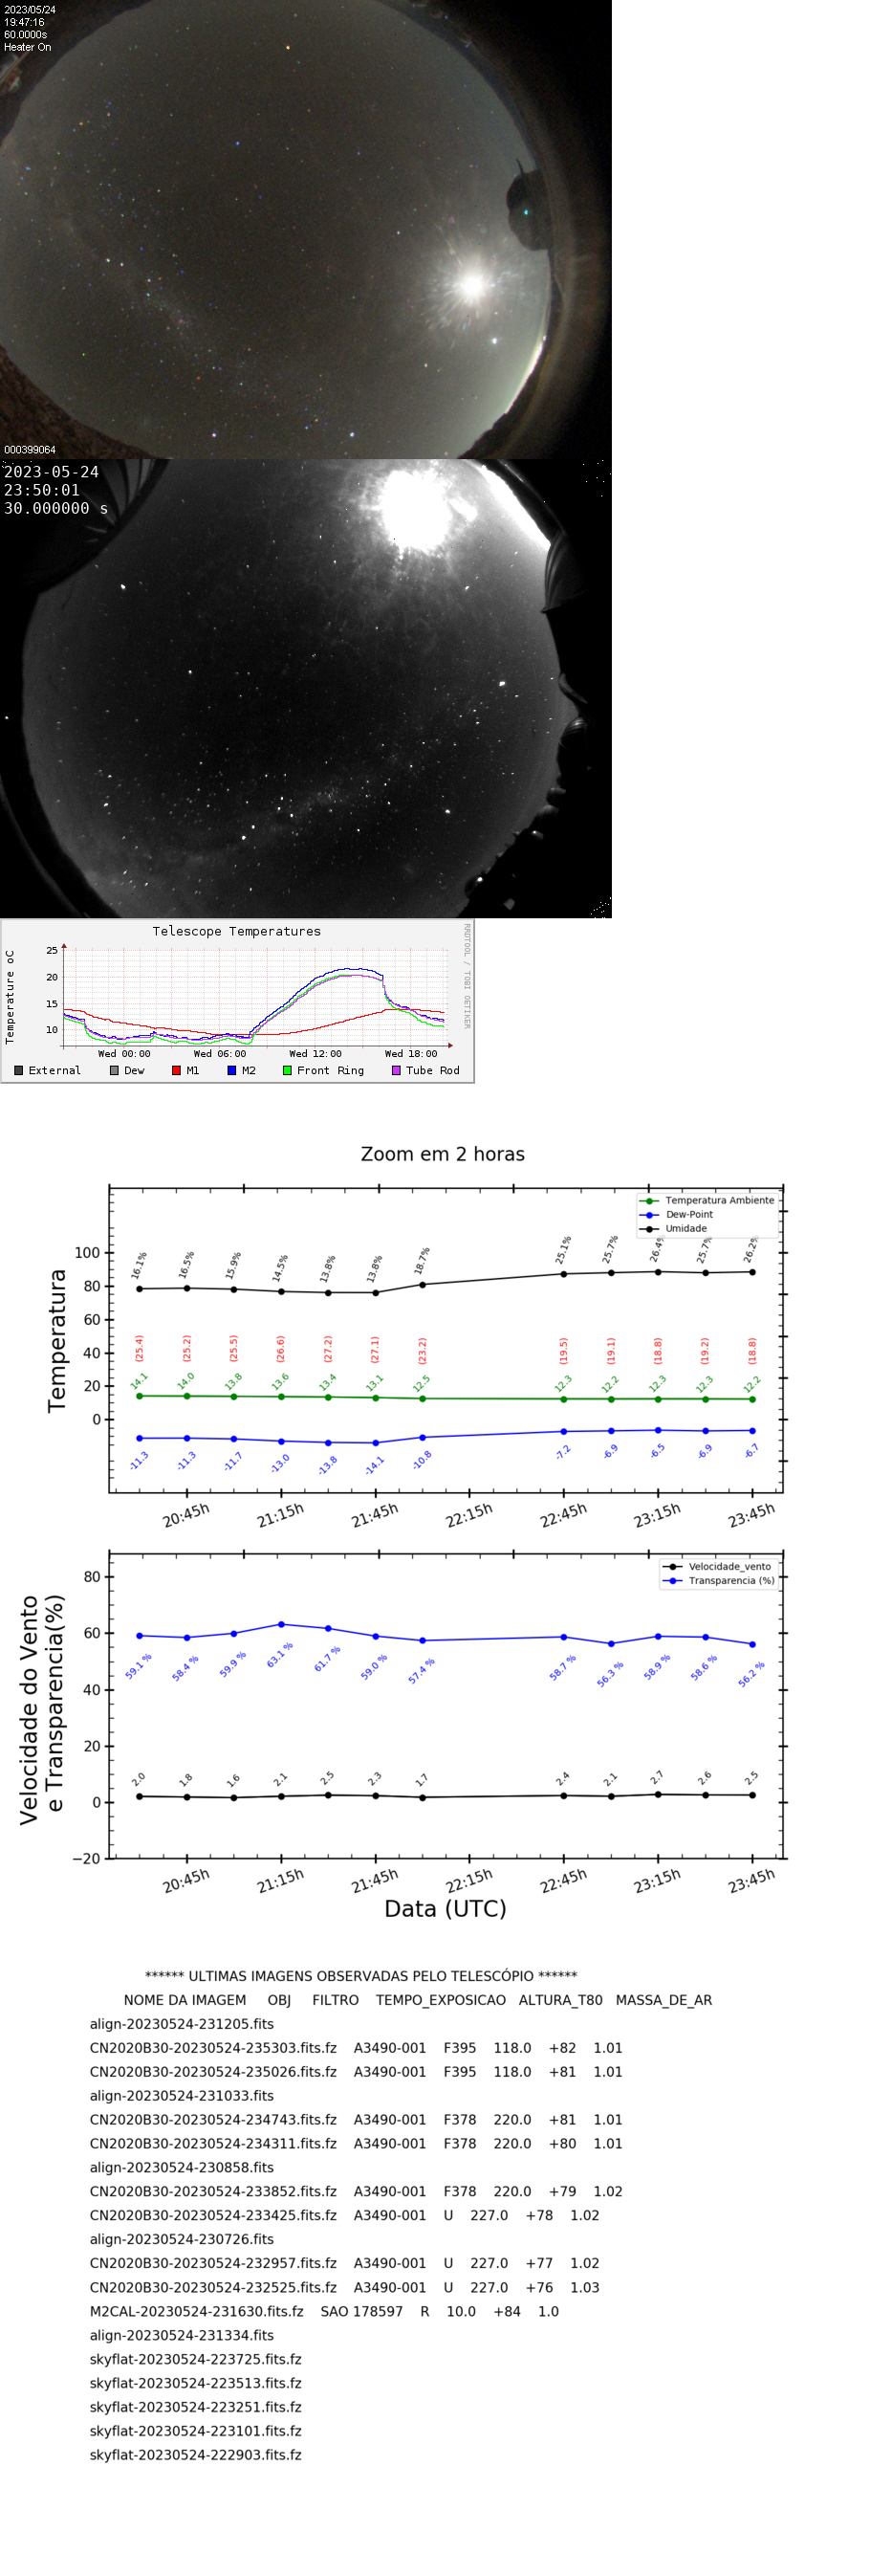 2023/05/24
19:47:16
60.0000s
Heater On
000399064
2023-05-24
23:50:01
30.000000 s
Telescope Temperatures
RRDTOOL / TOBI OETIKER
Temperature oC
25
20
15
10
Wed 00:00 Wed 06:00 Wed 12:00 Wed 18:00
External Dew M1 M2 Front Ring Tube Rod
Zoom em 2 horas
Temperatura Ambiente
Dew-Point
Umidade
Temperatura
100
80
60
40
20
0
16.1% 16.5% 15.9% 14.5% 13.8% 13.8% 18.7% 25.1% 25.7% 26.4% 25.7% 26.2%
(25.4) (25.2) (25.5) (26.6) (27.2) (27.1) (23.2) (19.5) (19.1) (18.8) (19.2) (18.8)
14.1 14.0 13.8 13.6 13.4 13.1 12.5 12.3 12.2 12.3 12.3 12.2
-11.3 -11.3 -11.7 -13.0 -13.8 -14.1 -10.8 -7.2 -6.9 -6.5 -6.9 -6.7
20:45h 21:15h 21:45h 22:15h 22:45h 23:15h 23:45h
Velocidade_vento
Transparencia (%)
Velocidade do Vento
e Transparencia(%)
80
60
40
20
0
−20
59.1 % 58.4 % 59.9 % 63.1 % 61.7 % 59.0 % 57.4 % 58.7 % 56.3 % 58.9 % 58.6 % 56.2 %
2.0 1.8 1.6 2.1 2.5 2.3 1.7 2.4 2.1 2.7 2.6 2.5
20:45h 21:15h 21:45h 22:15h 22:45h 23:15h 23:45h
Data (UTC)
****** ULTIMAS IMAGENS OBSERVADAS PELO TELESCÓPIO ******
NOME DA IMAGEM OBJ FILTRO TEMPO_EXPOSICAO ALTURA_T80 MASSA_DE_AR
align-20230524-231205.fits
CN2020B30-20230524-235303.fits.fz A3490-001 F395 118.0 +82 1.01
CN2020B30-20230524-235026.fits.fz A3490-001 F395 118.0 +81 1.01
align-20230524-231033.fits
CN2020B30-20230524-234743.fits.fz A3490-001 F378 220.0 +81 1.01
CN2020B30-20230524-234311.fits.fz A3490-001 F378 220.0 +80 1.01
align-20230524-230858.fits
CN2020B30-20230524-233852.fits.fz A3490-001 F378 220.0 +79 1.02
CN2020B30-20230524-233425.fits.fz A3490-001 U 227.0 +78 1.02
align-20230524-230726.fits
CN2020B30-20230524-232957.fits.fz A3490-001 U 227.0 +77 1.02
CN2020B30-20230524-232525.fits.fz A3490-001 U 227.0 +76 1.03
M2CAL-20230524-231630.fits.fz SAO 178597 R 10.0 +84 1.0
align-20230524-231334.fits
skyflat-20230524-223725.fits.fz
skyflat-20230524-223513.fits.fz
skyflat-20230524-223251.fits.fz
skyflat-20230524-223101.fits.fz
skyflat-20230524-222903.fits.fz